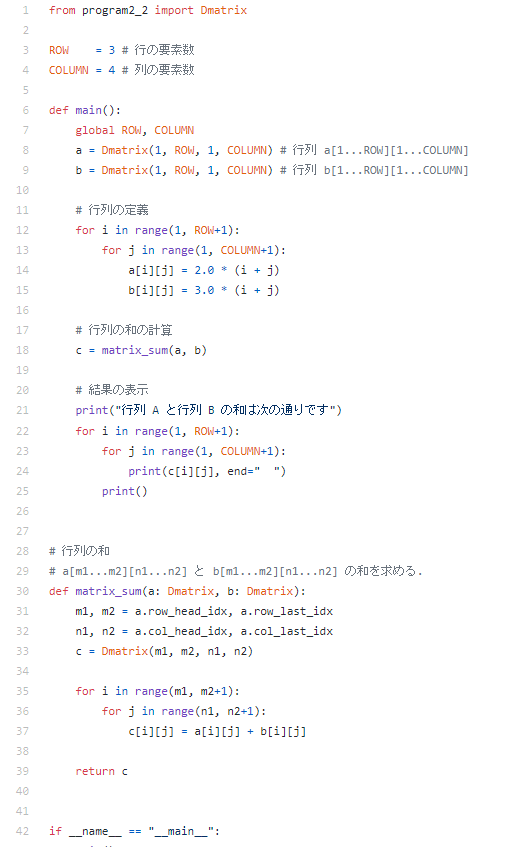 1 from program2_2 import Dmatrix
2
3 ROW    = 3 # 行の要素数
4 COLUMN = 4 # 列の要素数
5
6 def main():
7     global ROW, COLUMN
8     a = Dmatrix(1, ROW, 1, COLUMN) # 行列 a[1...ROW][1...COLUMN]
9     b = Dmatrix(1, ROW, 1, COLUMN) # 行列 b[1...ROW][1...COLUMN]
10
11     # 行列の定義
12     for i in range(1, ROW+1):
13         for j in range(1, COLUMN+1):
14             a[i][j] = 2.0 * (i + j)
15             b[i][j] = 3.0 * (i + j)
16
17     # 行列の和の計算
18     c = matrix_sum(a, b)
19
20     # 結果の表示
21     print("行列 A と行列 B の和は次の通りです")
22     for i in range(1, ROW+1):
23         for j in range(1, COLUMN+1):
24             print(c[i][j], end="  ")
25         print()
26
27
28 # 行列の和
29 # a[m1...m2][n1...n2] と b[m1...m2][n1...n2] の和を求める.
30 def matrix_sum(a: Dmatrix, b: Dmatrix):
31     m1, m2 = a.row_head_idx, a.row_last_idx
32     n1, n2 = a.col_head_idx, a.col_last_idx
33     c = Dmatrix(m1, m2, n1, n2)
34
35     for i in range(m1, m2+1):
36         for j in range(n1, n2+1):
37             c[i][j] = a[i][j] + b[i][j]
38
39     return c
40
41
42 if __name__ == "__main__":